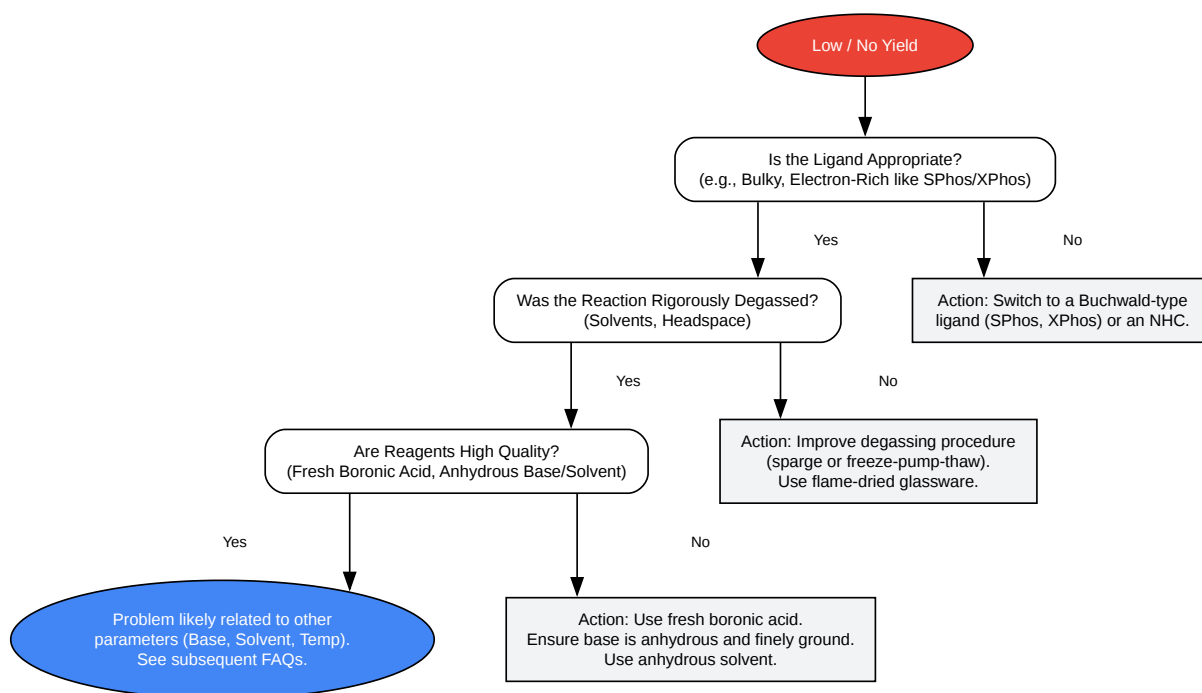 Low / No Yield
Is the Ligand Appropriate?
(e.g., Bulky, Electron-Rich like SPhos/XPhos)
Yes
No
Was the Reaction Rigorously Degassed?
(Solvents, Headspace)
Action: Switch to a Buchwald-type
ligand (SPhos, XPhos) or an NHC.
Yes
No
Are Reagents High Quality?
(Fresh Boronic Acid, Anhydrous Base/Solvent)
Action: Improve degassing procedure
(sparge or freeze-pump-thaw).
Use flame-dried glassware.
Yes
No
Problem likely related to other
parameters (Base, Solvent, Temp).
See subsequent FAQs.
Action: Use fresh boronic acid.
Ensure base is anhydrous and finely ground.
Use anhydrous solvent.